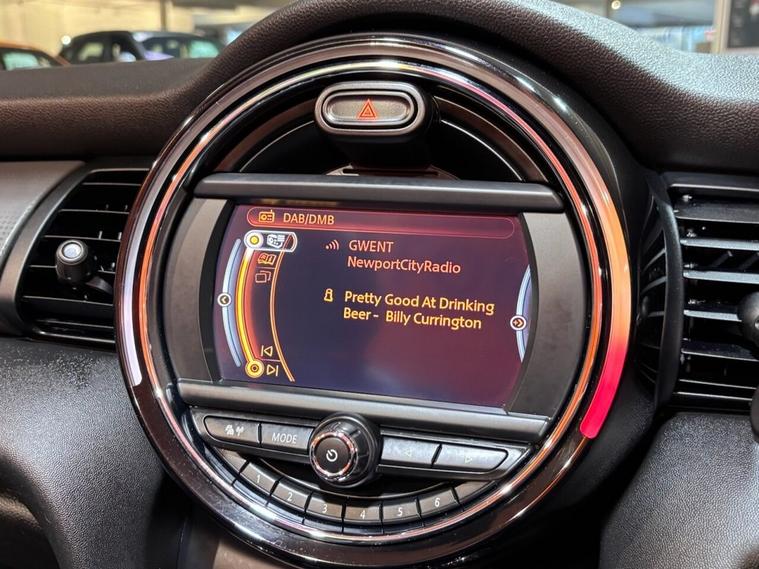 DAB/DMB
GWENT
NewportCityRadio
Pretty Good At Drinking
Beer - Billy Currington
MODE
1 2 3 4 5 6